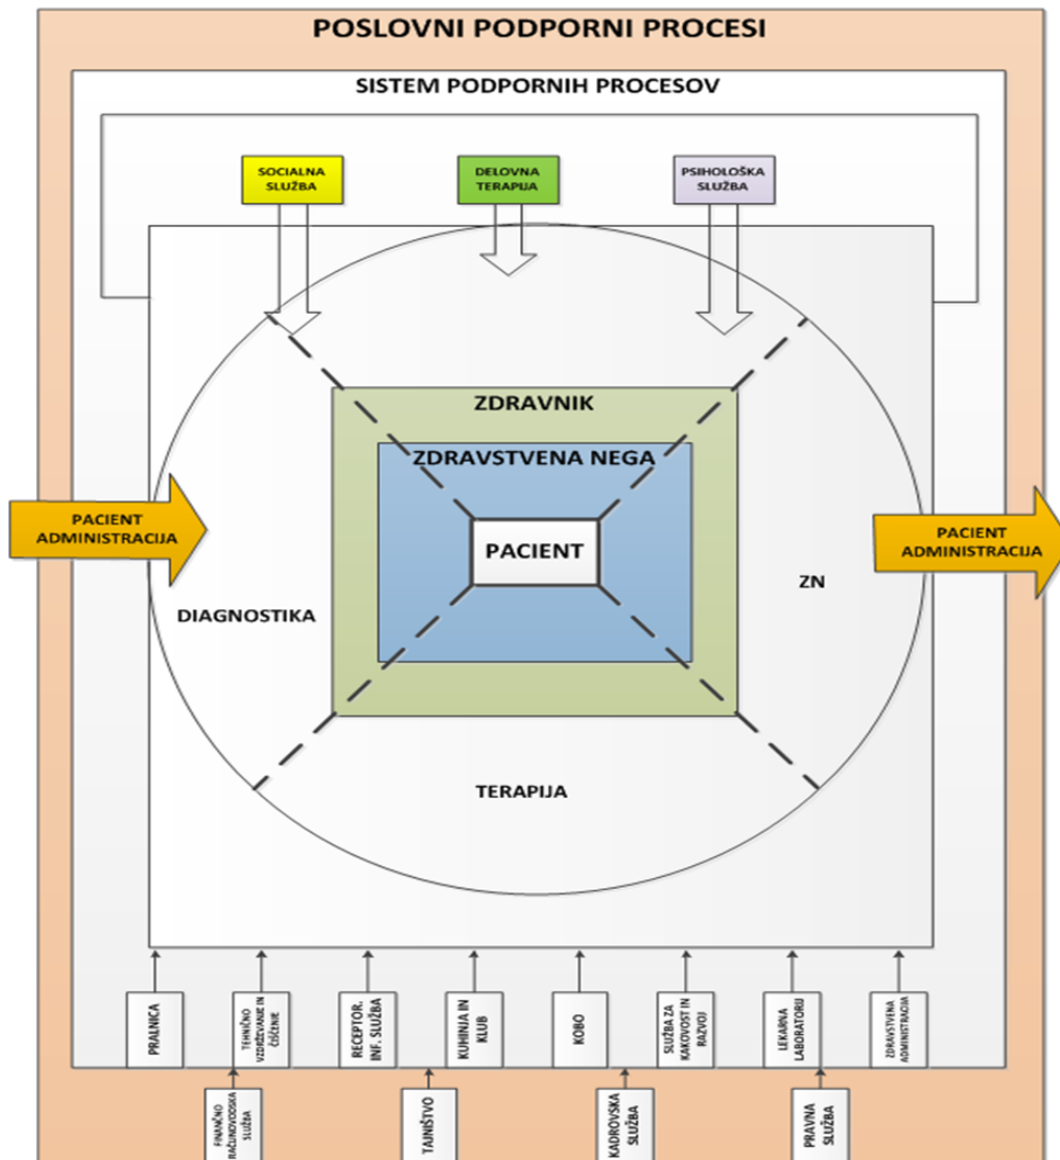 POSLOVNI PODPORNI PROCESI
SISTEM PODPORNIH PROCESOV
SOCIALNA
SLUŽBA
DELOVNA
TERAPIJA
PSIHOLOŠKA
SLUŽBA
ZDRAVNIK
ZDRAVSTVENA NEGA
PACIENT
ADMINISTRACIJA
PACIENT
PACIENT
ADMINISTRACIJA
DIAGNOSTIKA
ZN
TERAPIJA
PRALNICA
TEHNIČNO
VZDRŽEVANJE IN
ČIŠČENJE
RECEPTOR.
INF. SLUŽBA
KUHINJA IN
KLUB
KOBO
SLUŽBA ZA
KAKOVOST IN
RAZVOJ
LEKARNA
LABORATORIJ
ZDRAVSTVENA
ADMINISTRACIJA
FINANČNO
RAČUNOVODSKA
SLUŽBA
TAJNIŠTVO
KADROVSKA
SLUŽBA
PRAVNA
SLUŽBA